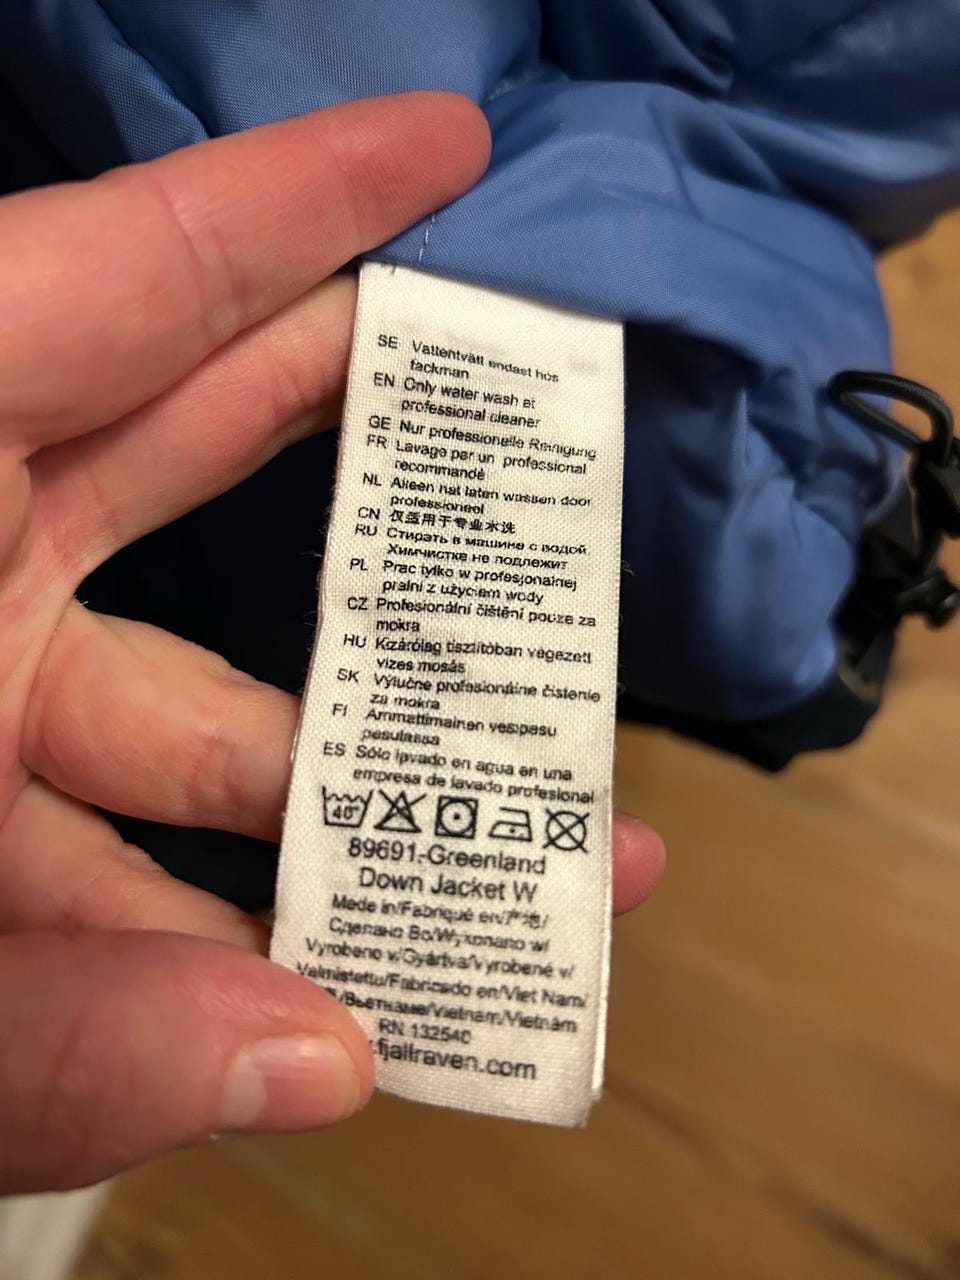 SE Vattentvätt endast hos
fackman
EN Only water wash at
professional cleaner
GE Nur professionelle Reinigung
FR Lavage par un professional
recommandé
NL Alleen nat laten wassen door
professioneel
CN 仅适用于专业水洗
RU Стирать в машине с водой.
Химчистке не подлежит
PL Prac tylko w profesjonalnej
pralni z użyciem wody
CZ Profesionální čištění pouze za
mokra
HU Kizárólag tisztítóban végezett
vizes mosás
SK Výlučne profesionálne čistenie
za mokra
FI Ammattimainen vesipesu
pesulassa
ES Sólo lavado en agua en una
empresa de lavado profesional
40°
89691-Greenland
Down Jacket W
Made in/Fabriqué en/产地/
Сделано Во/Wykonano w/
Vyrobeno v/Gyártva/Vyrobené v/
Valmistettu/Fabricado en/Viet Nam/
/Вьетнаме/Vietnam/Vietnám
RN 132540
.fjallraven.com